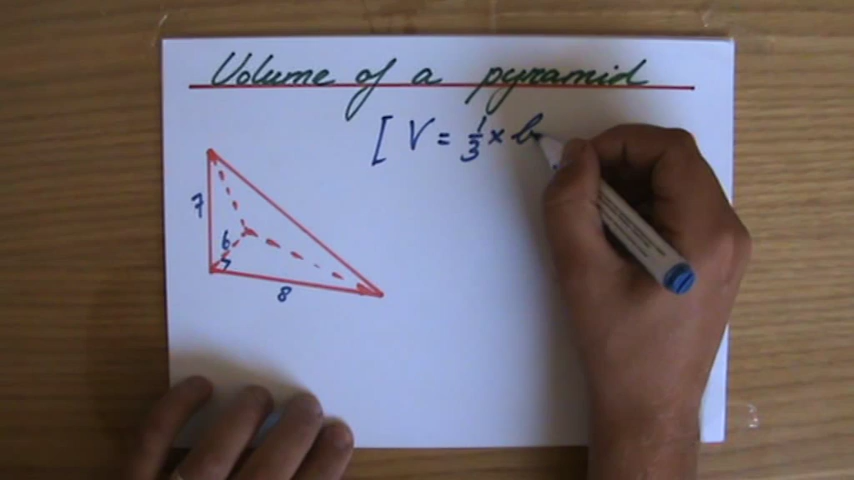 Volume of a pyramid
[ V = 1/3 × b
7
6
8